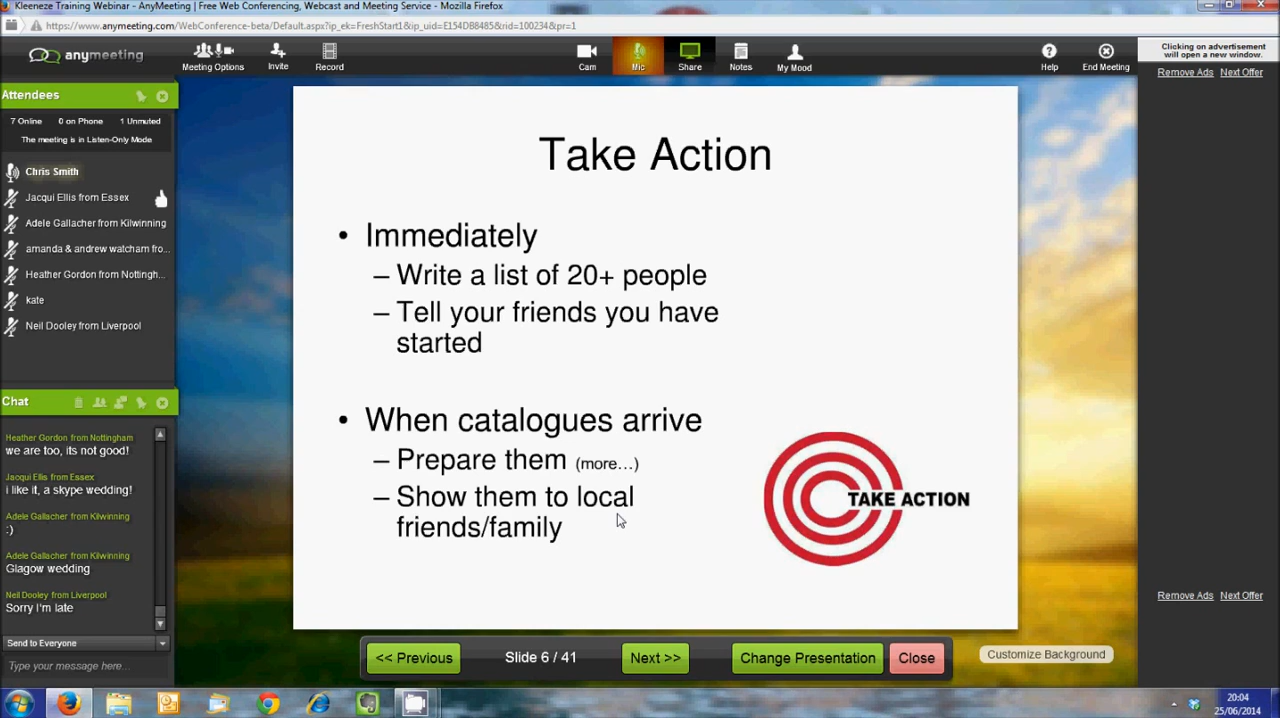 Kleeneze Training Webinar - AnyMeeting | Free Web Conferencing, Webcast and Meeting Service - Mozilla Firefox
https://www.anymeeting.com/WebConference-beta/Default.aspx?ip_ek=FreshStart1&ip_uid=E154DB8485&rid=100234&pr=1
anymeeting
Meeting Options
Invite
Record
Cam
Mic
Share
Notes
My Mood
Help
End Meeting
Clicking on advertisement
will open a new window.
Remove Ads Next Offer
Attendees
7 Online 0 on Phone 1 Unmuted
The meeting is in Listen-Only Mode
Chris Smith
Jacqui Ellis from Essex
Adele Gallacher from Kilwinning
amanda & andrew watcham fro...
Heather Gordon from Nottingh...
kate
Neil Dooley from Liverpool
Chat
Heather Gordon from Nottingham
we are too, its not good!
Jacqui Ellis from Essex
i like it, a skype wedding!
Adele Gallacher from Kilwinning
:)
Adele Gallacher from Kilwinning
Glagow wedding
Neil Dooley from Liverpool
Sorry I'm late
Send to Everyone
Type your message here...
Take Action
• Immediately
– Write a list of 20+ people
– Tell your friends you have
started
• When catalogues arrive
– Prepare them (more...)
– Show them to local
friends/family
TAKE ACTION
<< Previous
Slide 6 / 41
Next >>
Change Presentation
Close
Customize Background
Remove Ads Next Offer
20:04
25/06/2014